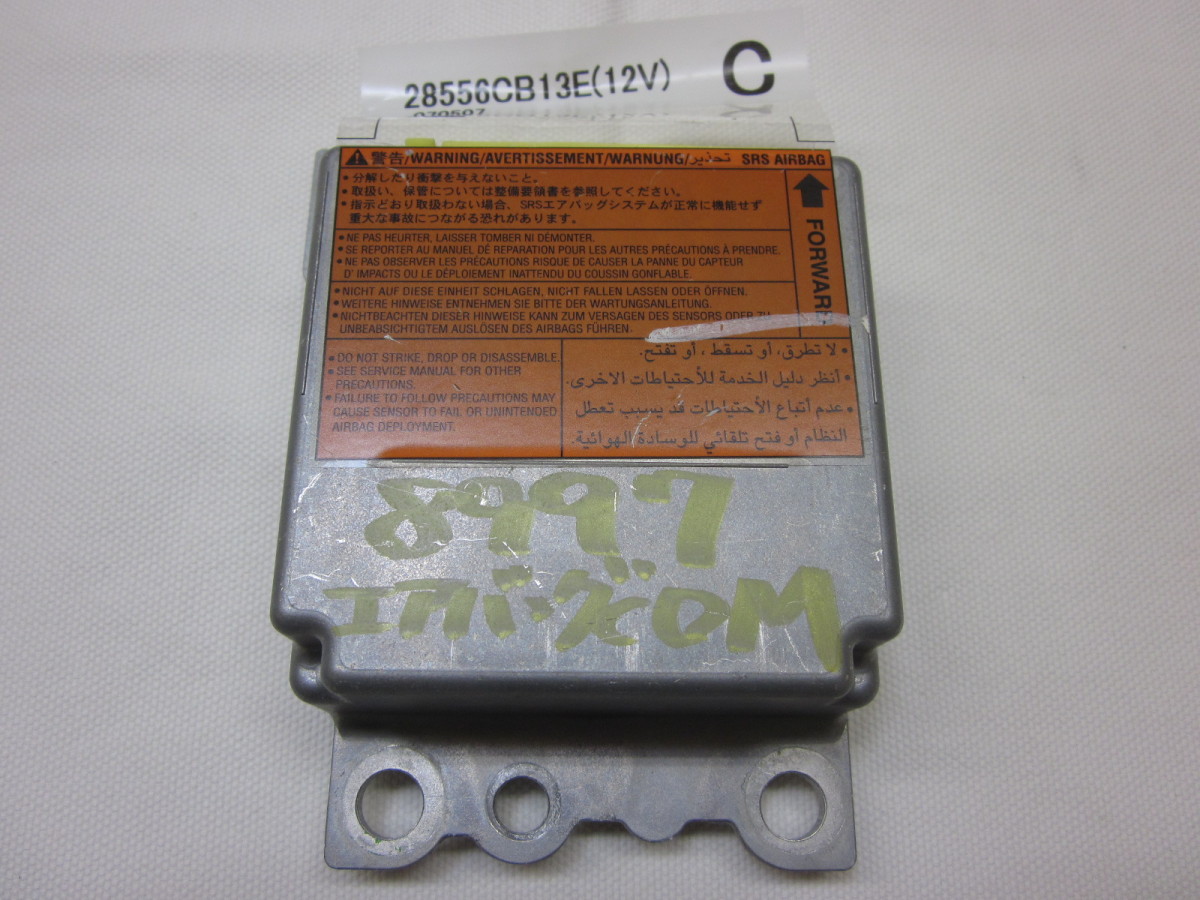 28556CB13E(12V) C
警告/WARNING/AVERTISSEMENT/WARNUNG/تحذير SRS AIRBAG
• 分解したり衝撃を与えないこと。
• 取扱い、保管については整備要領書を参照してください。
• 指示どおり取扱わない場合、SRSエアバッグシステムが正常に機能せず
重大な事故につながる恐れがあります。
FORWARD
• NE PAS HEURTER, LAISSER TOMBER NI DÉMONTER.
• SE REPORTER AU MANUEL DE REPARATION POUR LES AUTRES PRÉCAUTIONS À PRENDRE.
• NE PAS OBSERVER LES PRÉCAUTIONS RISQUE DE CAUSER LA PANNE DU CAPTEUR
D' IMPACTS OU LE DÉPLOIEMENT INATTENDU DU COUSSIN GONFLABLE.
• NICHT AUF DIESE EINHEIT SCHLAGEN, NICHT FALLEN LASSEN ODER ÖFFNEN.
• WEITERE HINWEISE ENTNEHMEN SIE BITTE DER WARTUNGSANLEITUNG.
• NICHTBEACHTEN DIESER HINWEISE KANN ZUM VERSAGEN DES SENSORS ODER ZU
UNBEABSICHTIGTEM AUSLÖSEN DES AIRBAGS FÜHREN.
• DO NOT STRIKE, DROP OR DISASSEMBLE.
• SEE SERVICE MANUAL FOR OTHER
PRECAUTIONS.
• FAILURE TO FOLLOW PRECAUTIONS MAY
CAUSE SENSOR TO FAIL OR UNINTENDED
AIRBAG DEPLOYMENT.
• لا تطرق، أو تسقط، أو تفتح.
• أنظر دليل الخدمة للأحتياطات الاخرى.
• عدم أتباع الأحتياطات قد يسبب تعطل
النظام أو فتح تلقائي للوسادة الهوائية.
8997